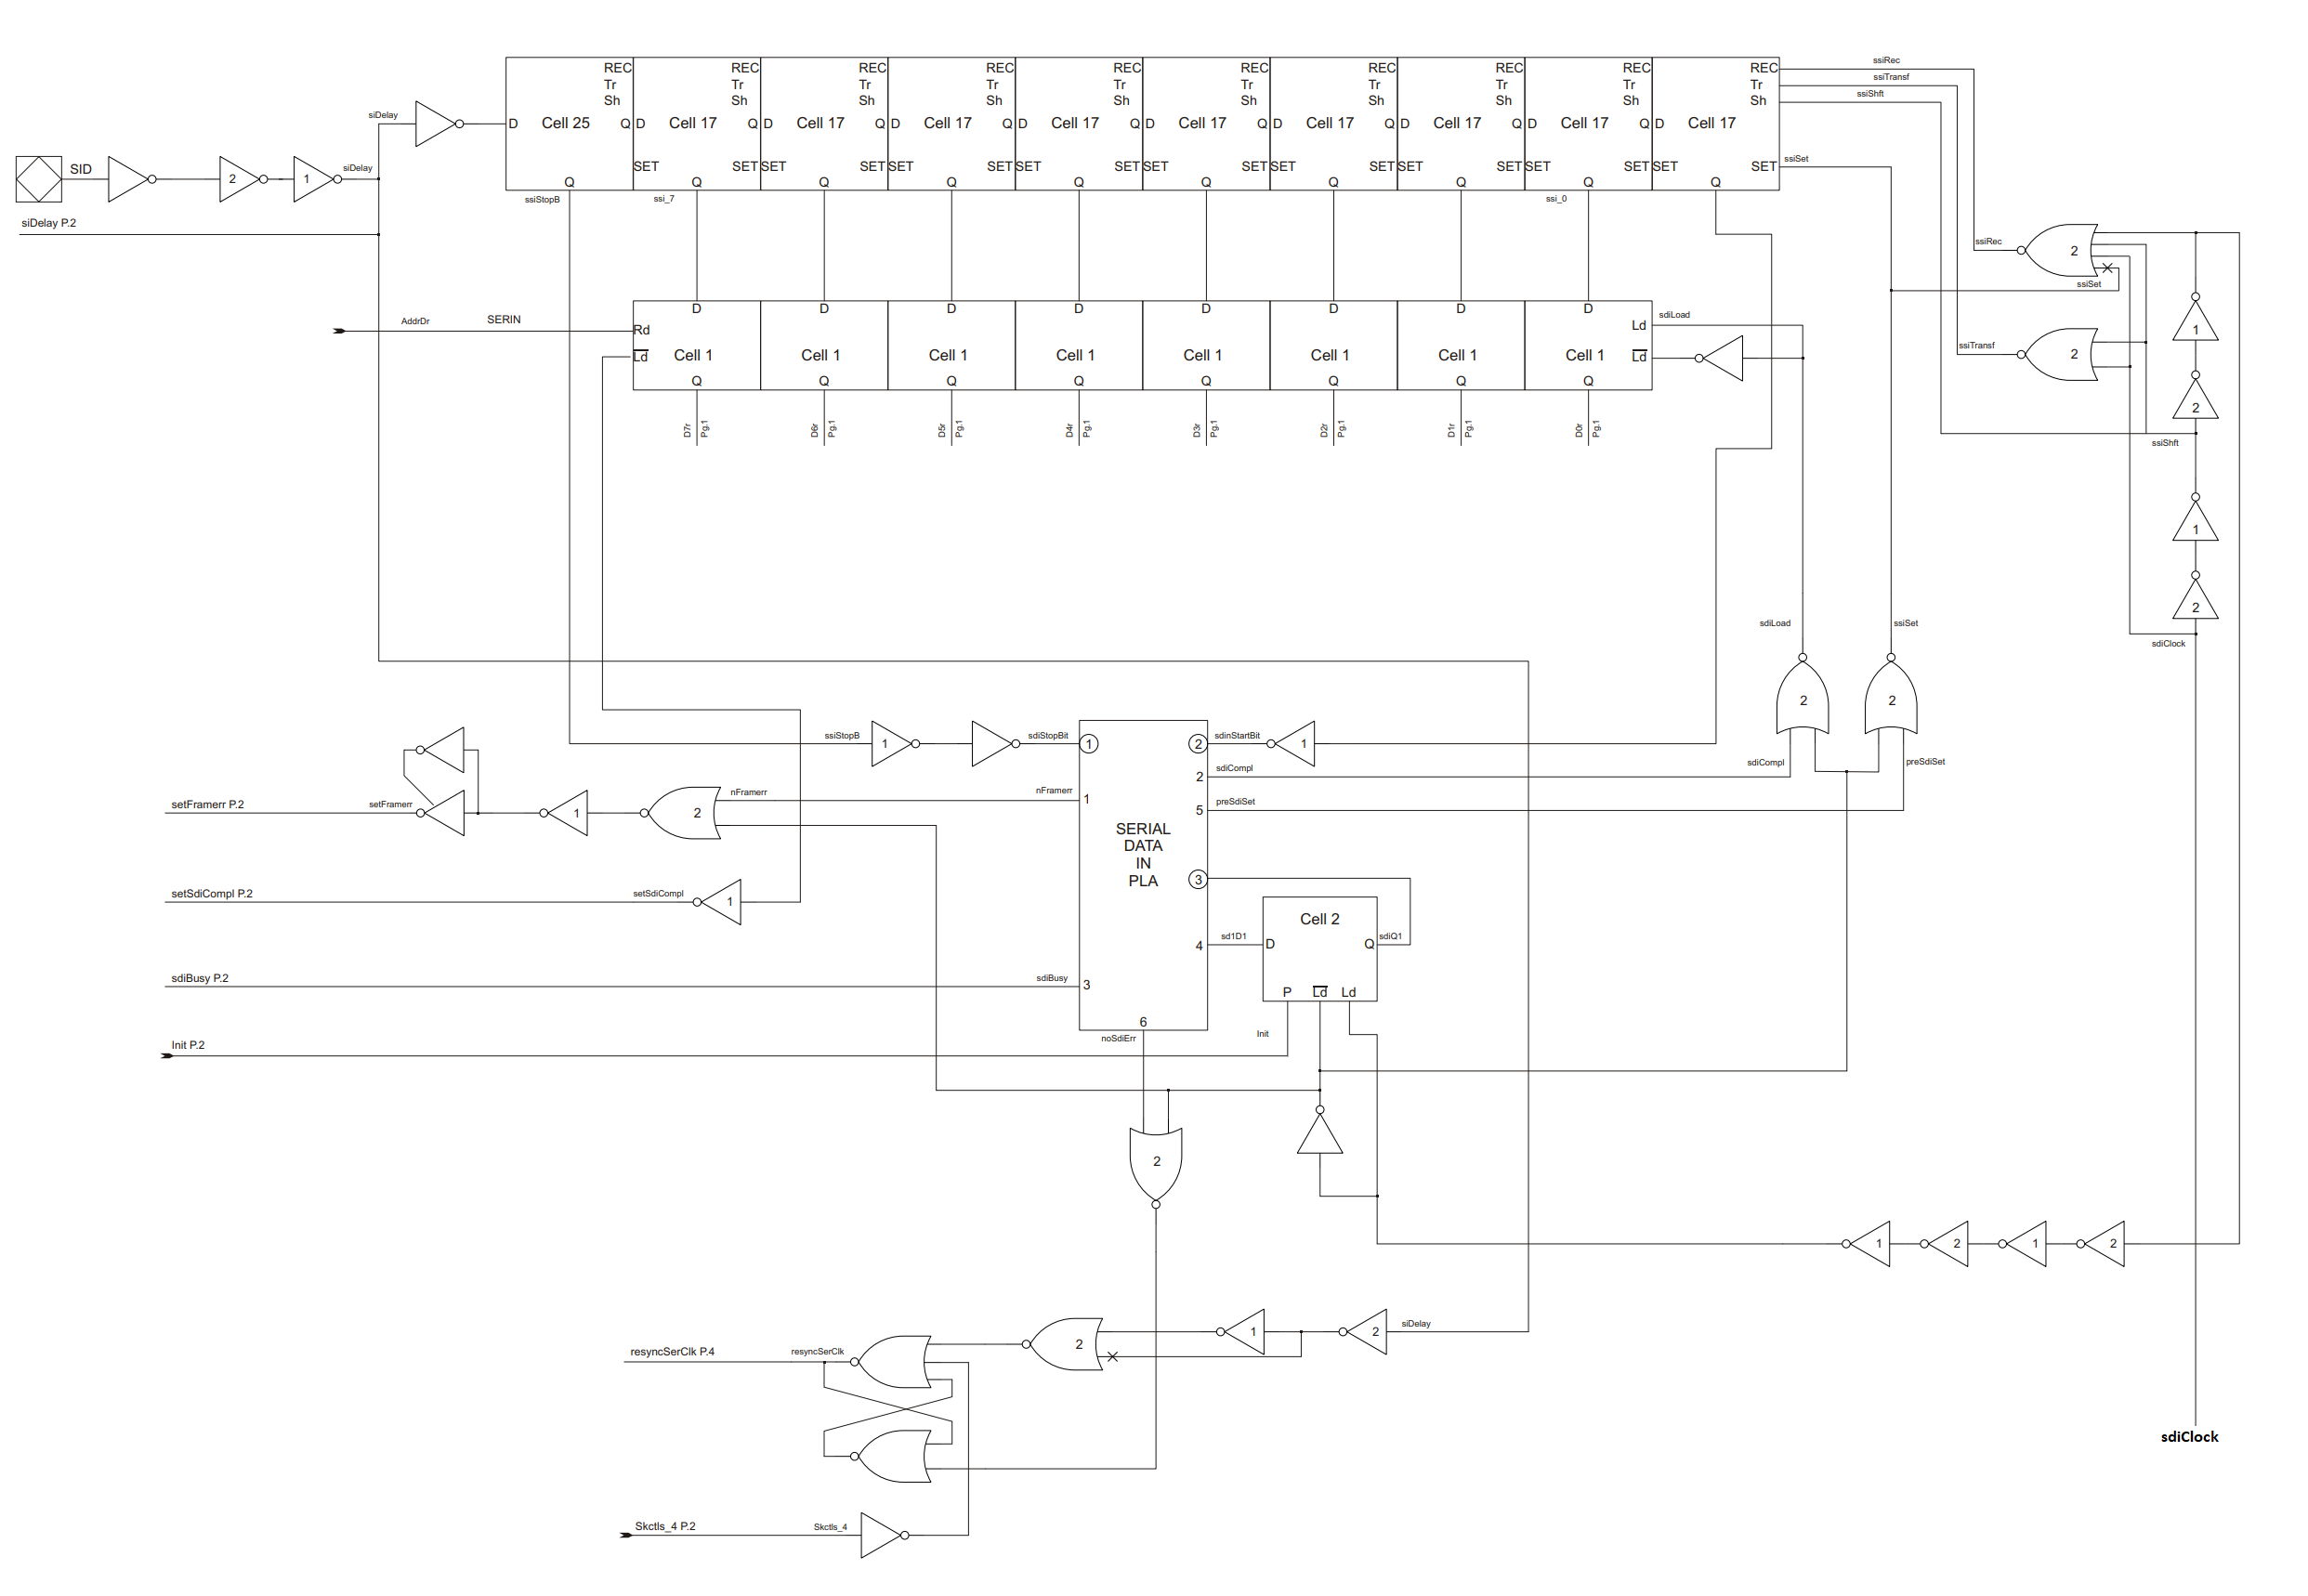 REC REC REC REC REC REC REC REC REC REC ssiRec
Tr Tr Tr Tr Tr Tr Tr Tr Tr Tr ssiTransf
Sh Sh Sh Sh Sh Sh Sh Sh Sh Sh ssiShft
siDelay
D Cell 25 Q D Cell 17 Q D Cell 17 Q D Cell 17 Q D Cell 17 Q D Cell 17 Q D Cell 17 Q D Cell 17 Q D Cell 17 Q D Cell 17
SID 2 1 siDelay
SET SET SET SET SET SET SET SET SET SET SET SET SET SET SET SET SET SET ssiSet
Q Q Q Q Q Q Q Q Q Q
ssiStopB ssi_7 ssi_0
siDelay P.2
ssiRec 2
ssiSet
D D D D D D D D
AddrDr SERIN Rd Ld sdiLoad
1
Ld Cell 1 Cell 1 Cell 1 Cell 1 Cell 1 Cell 1 Cell 1 Cell 1 Ld
ssiTransf 2
Q Q Q Q Q Q Q Q
2
D7r Pg.1 D6r Pg.1 D5r Pg.1 D4r Pg.1 D3r Pg.1 D2r Pg.1 D1r Pg.1 D0r Pg.1
ssiShft
1
2
sdiLoad ssiSet
sdiClock
2 2
ssiStopB 1 sdiStopBit 1 2 sdinStartBit 1
2 sdiCompl sdiCompl preSdiSet
setFramerr P.2 setFramerr 1 2 nFramerr nFramerr 1
5 preSdiSet
SERIAL
DATA
IN
PLA
3
setSdiCompl P.2 setSdiCompl 1
Cell 2
4 sd1D1 D Q sdiQ1
sdiBusy P.2 sdiBusy 3
P Ld Ld
6
noSdiErr Init
Init P.2
2
1 2 1 2
2 1 2 siDelay
resyncSerClk P.4 resyncSerClk
sdiClock
Skctls_4 P.2 Skctls_4